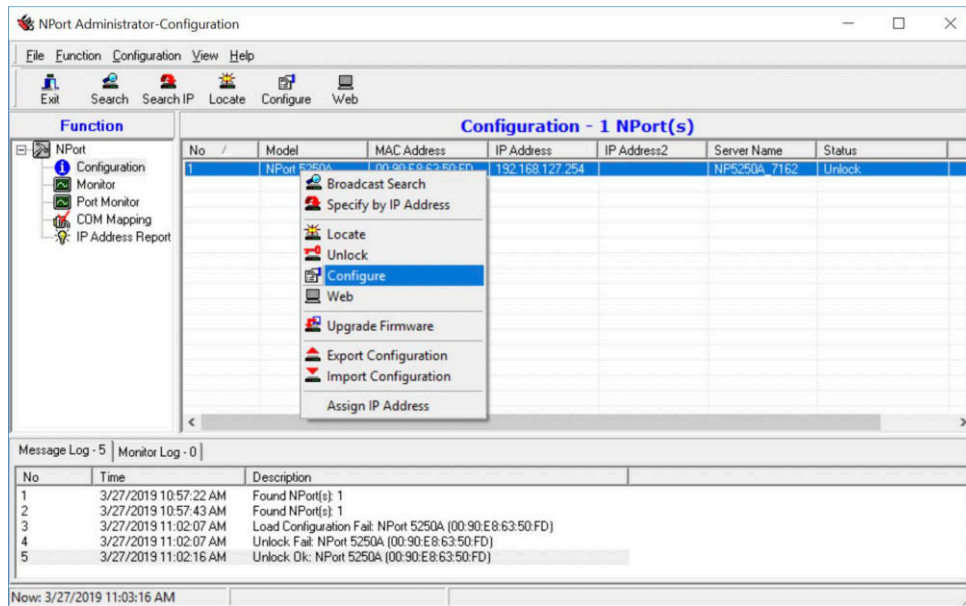 NPort Administrator-Configuration
File Function Configuration View Help
Exit Search Search IP Locate Configure Web
Function
Configuration - 1 NPort(s)
NPort
Configuration
Monitor
Port Monitor
COM Mapping
IP Address Report
No / Model MAC Address IP Address IP Address2 Server Name Status
1 NPort 5250A 00:90:E8:63:50:FD 192.168.127.254 NP5250A_7162 Unlock
Broadcast Search
Specify by IP Address
Locate
Unlock
Configure
Web
Upgrade Firmware
Export Configuration
Import Configuration
Assign IP Address
Message Log - 5 Monitor Log - 0
No Time Description
1 3/27/2019 10:57:22 AM Found NPort(s): 1
2 3/27/2019 10:57:43 AM Found NPort(s): 1
3 3/27/2019 11:02:07 AM Load Configuration Fail: NPort 5250A (00:90:E8:63:50:FD)
4 3/27/2019 11:02:07 AM Unlock Fail: NPort 5250A (00:90:E8:63:50:FD)
5 3/27/2019 11:02:16 AM Unlock Ok: NPort 5250A (00:90:E8:63:50:FD)
Now: 3/27/2019 11:03:16 AM